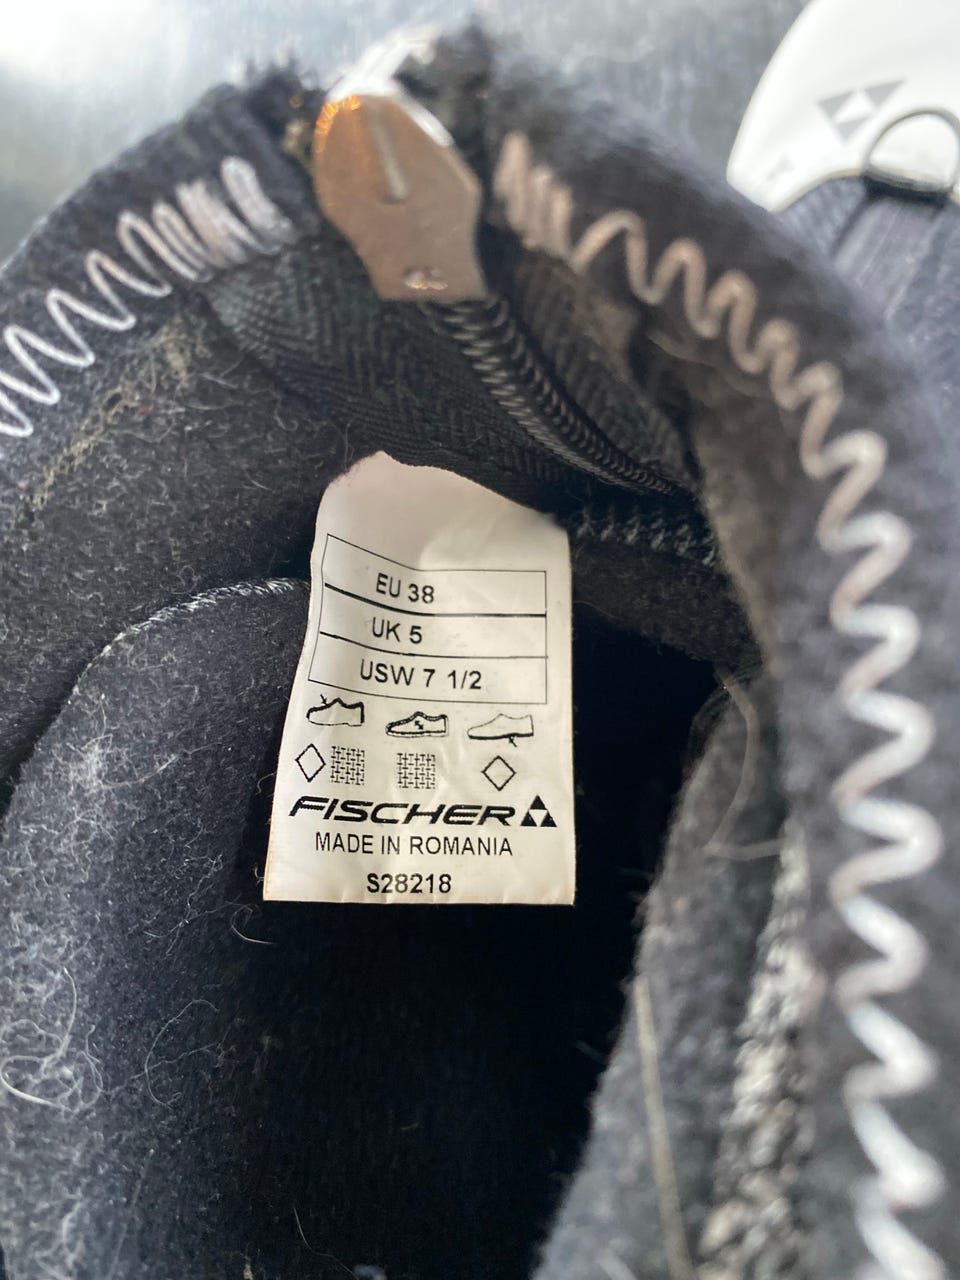 EU 38
UK 5
USW 7 1/2
FISCHER
MADE IN ROMANIA
S28218